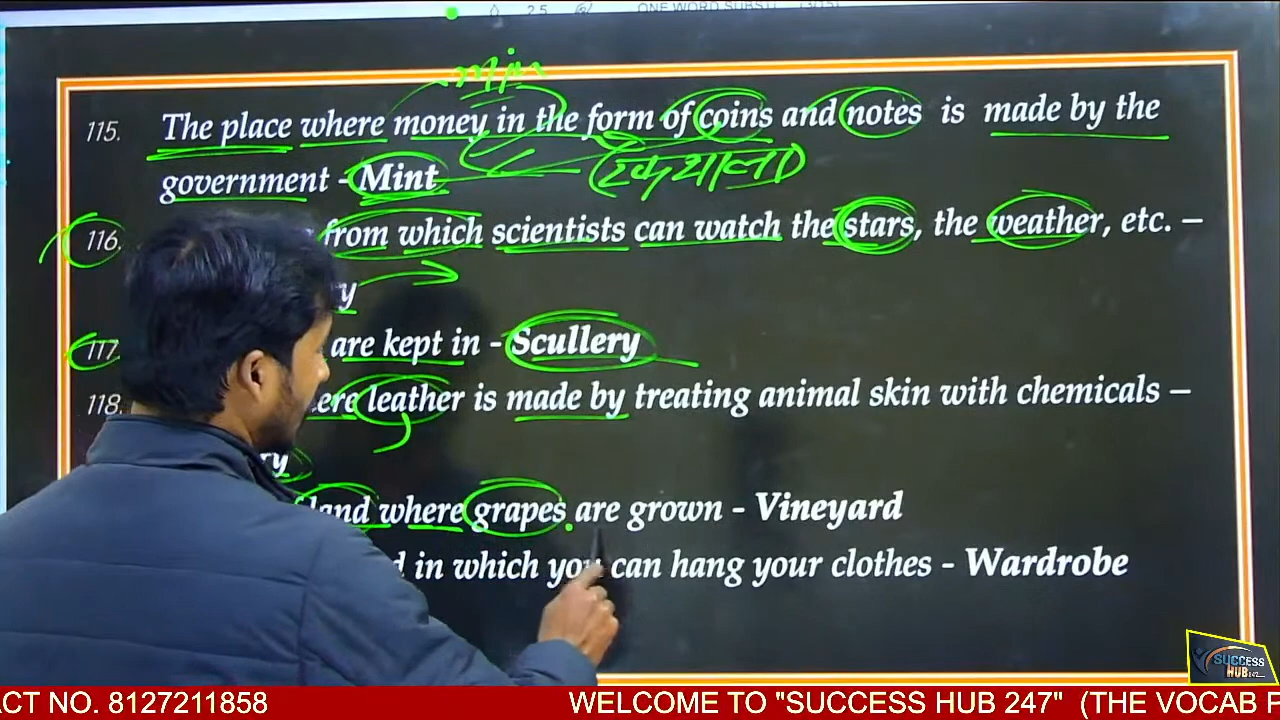 ONE WORD SUBSTI
Min
115. The place where money in the form of coins and notes is made by the
government - Mint
टकसाल
116. from which scientists can watch the stars, the weather, etc. –
y
117. are kept in - Scullery
118. ere leather is made by treating animal skin with chemicals –
ry
land where grapes are grown - Vineyard
d in which you can hang your clothes - Wardrobe
SUCCESS
HUB 247
ACT NO. 8127211858 WELCOME TO "SUCCESS HUB 247" (THE VOCAB P